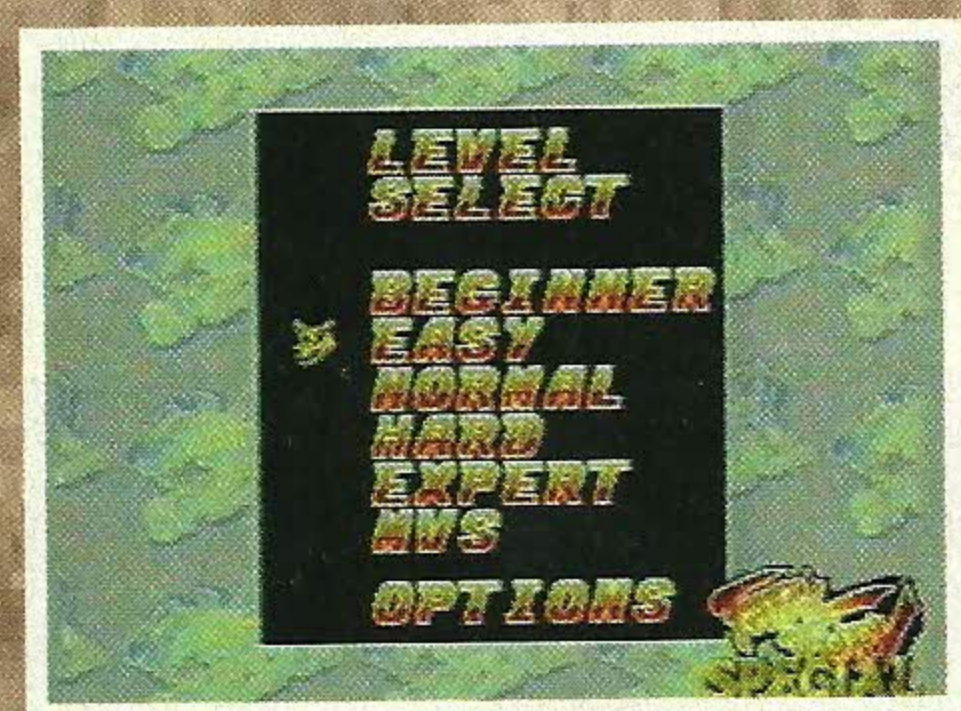 LEVEL
SELECT
BEGINNER
EASY
NORMAL
HARD
EXPERT
MVS
OPTIONS